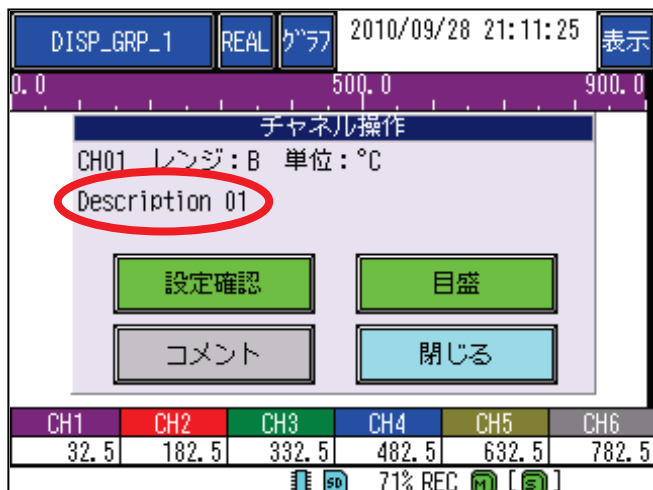 DISP_GRP_1 REAL グラフ 2010/09/28 21:11:25 表示
0.0 500.0 900.0
チャネル操作
CH01 レンジ:B 単位:°C
Description 01
設定確認 目盛
コメント 閉じる
CH1 CH2 CH3 CH4 CH5 CH6
32.5 182.5 332.5 482.5 632.5 782.5
SD 71% REC M [S]